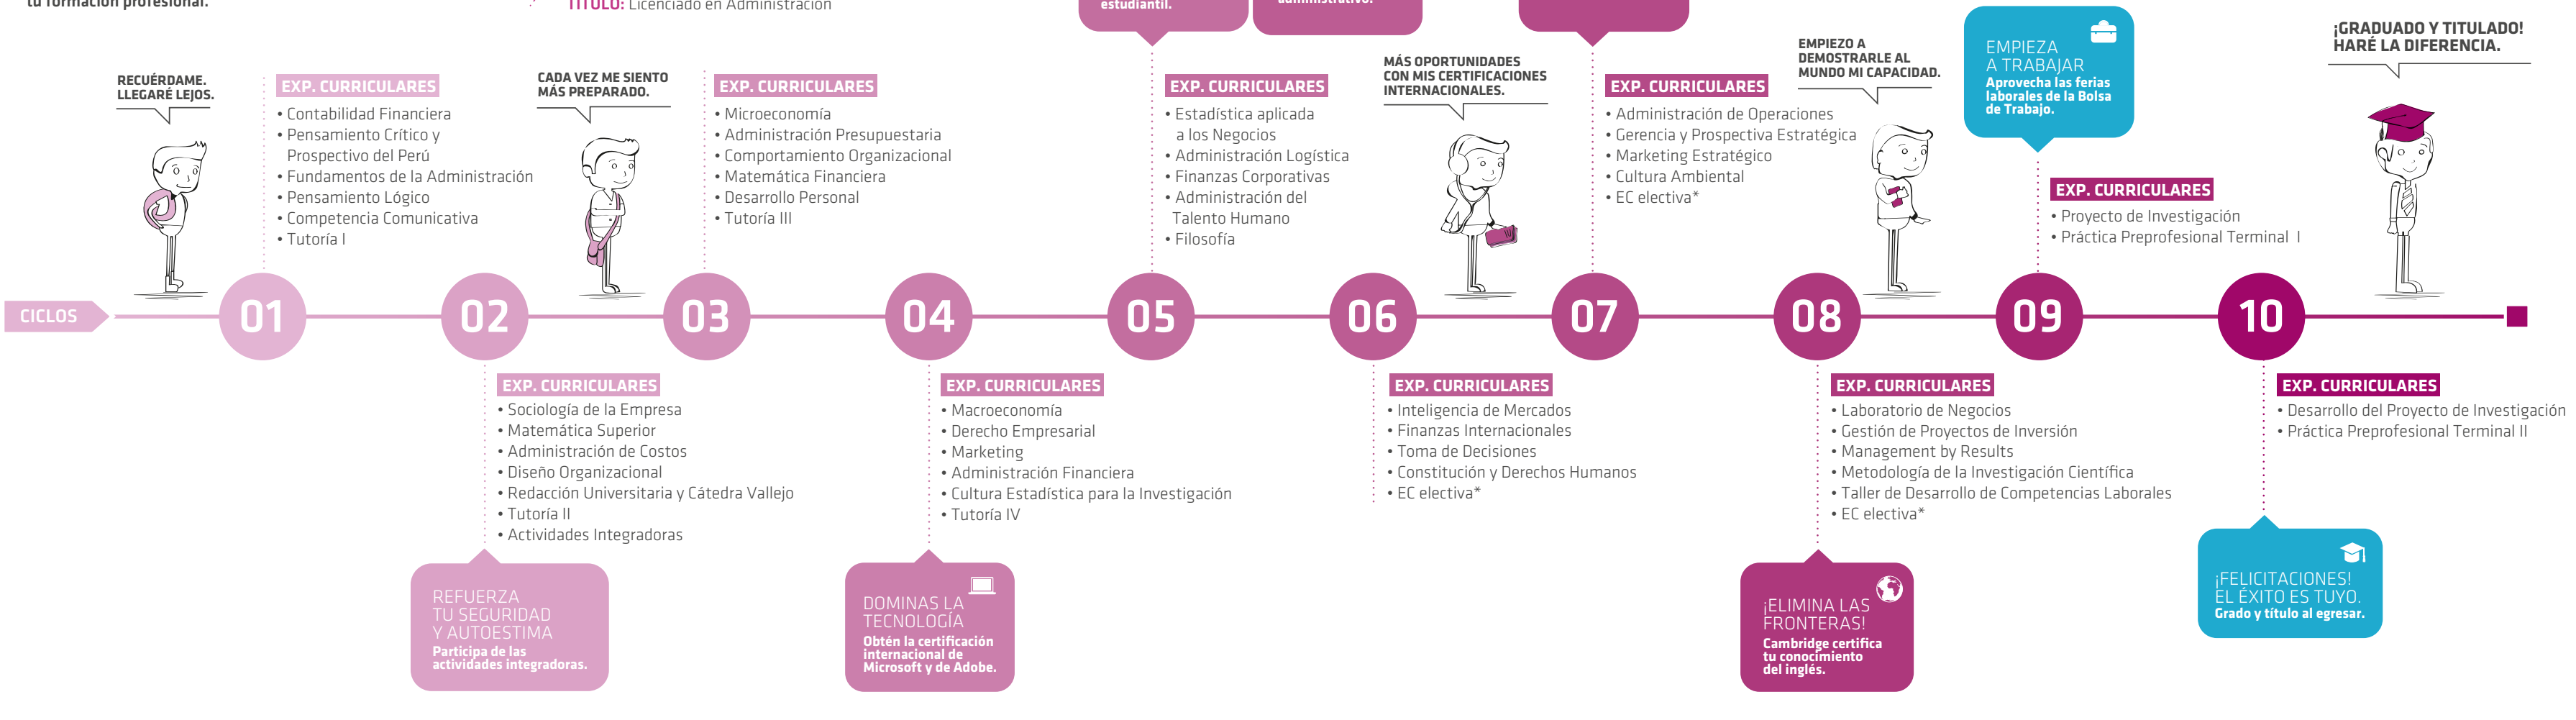 tu formación profesional.
TÍTULO: Licenciado en Administración
estudiantil.
administrativo.
RECUÉRDAME.
LLEGARÉ LEJOS.
EXP. CURRICULARES
• Contabilidad Financiera
• Pensamiento Crítico y
Prospectivo del Perú
• Fundamentos de la Administración
• Pensamiento Lógico
• Competencia Comunicativa
• Tutoría I
CADA VEZ ME SIENTO
MÁS PREPARADO.
EXP. CURRICULARES
• Microeconomía
• Administración Presupuestaria
• Comportamiento Organizacional
• Matemática Financiera
• Desarrollo Personal
• Tutoría III
EXP. CURRICULARES
• Estadística aplicada
a los Negocios
• Administración Logística
• Finanzas Corporativas
• Administración del
Talento Humano
• Filosofía
MÁS OPORTUNIDADES
CON MIS CERTIFICACIONES
INTERNACIONALES.
EXP. CURRICULARES
• Administración de Operaciones
• Gerencia y Prospectiva Estratégica
• Marketing Estratégico
• Cultura Ambiental
• EC electiva*
EMPIEZO A
DEMOSTRARLE AL
MUNDO MI CAPACIDAD.
EMPIEZA
A TRABAJAR
Aprovecha las ferias
laborales de la Bolsa
de Trabajo.
EXP. CURRICULARES
• Proyecto de Investigación
• Práctica Preprofesional Terminal I
¡GRADUADO Y TITULADO!
HARÉ LA DIFERENCIA.
CICLOS
01
02
03
04
05
06
07
08
09
10
EXP. CURRICULARES
• Sociología de la Empresa
• Matemática Superior
• Administración de Costos
• Diseño Organizacional
• Redacción Universitaria y Cátedra Vallejo
• Tutoría II
• Actividades Integradoras
REFUERZA
TU SEGURIDAD
Y AUTOESTIMA
Participa de las
actividades integradoras.
EXP. CURRICULARES
• Macroeconomía
• Derecho Empresarial
• Marketing
• Administración Financiera
• Cultura Estadística para la Investigación
• Tutoría IV
DOMINAS LA
TECNOLOGÍA
Obtén la certificación
internacional de
Microsoft y de Adobe.
EXP. CURRICULARES
• Inteligencia de Mercados
• Finanzas Internacionales
• Toma de Decisiones
• Constitución y Derechos Humanos
• EC electiva*
EXP. CURRICULARES
• Laboratorio de Negocios
• Gestión de Proyectos de Inversión
• Management by Results
• Metodología de la Investigación Científica
• Taller de Desarrollo de Competencias Laborales
• EC electiva*
¡ELIMINA LAS
FRONTERAS!
Cambridge certifica
tu conocimiento
del inglés.
EXP. CURRICULARES
• Desarrollo del Proyecto de Investigación
• Práctica Preprofesional Terminal II
¡FELICITACIONES!
EL ÉXITO ES TUYO.
Grado y título al egresar.